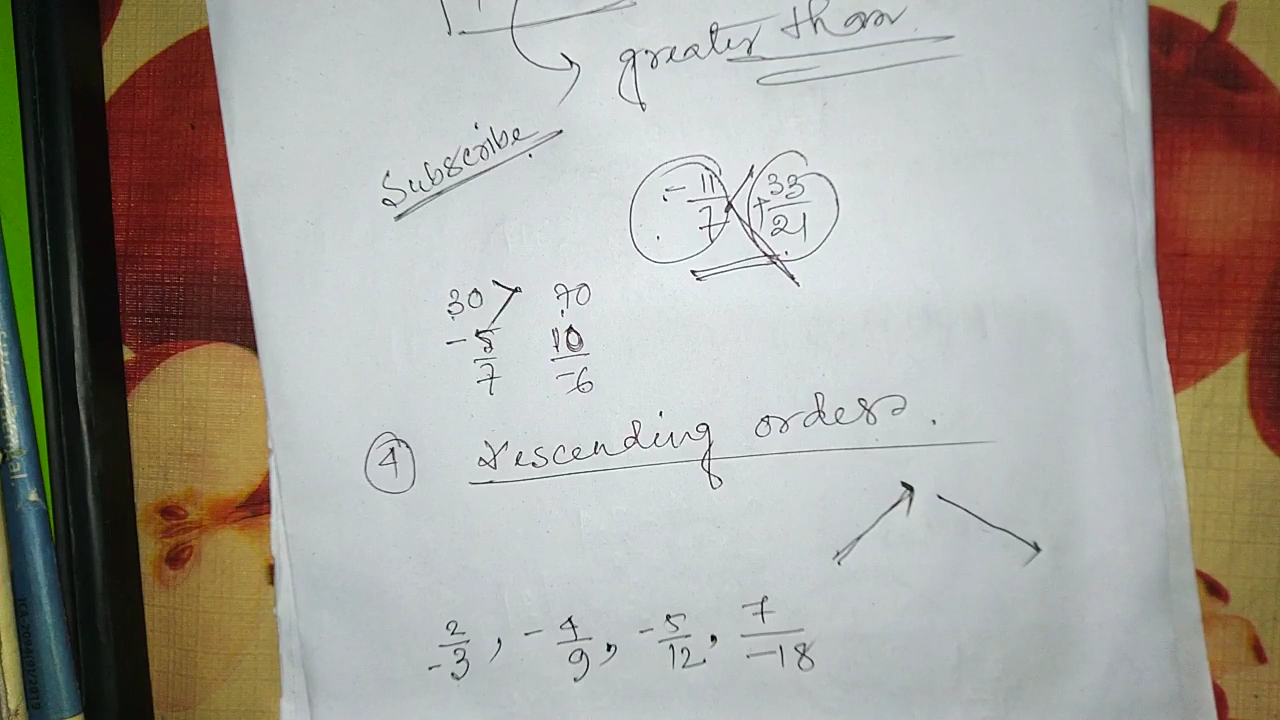 greater than
Subscribe
- 11/7 < + 33/21
30 > 70
-5/7 10/-6
④ Descending order.
2/-3, -4/9, -5/12, 7/-18